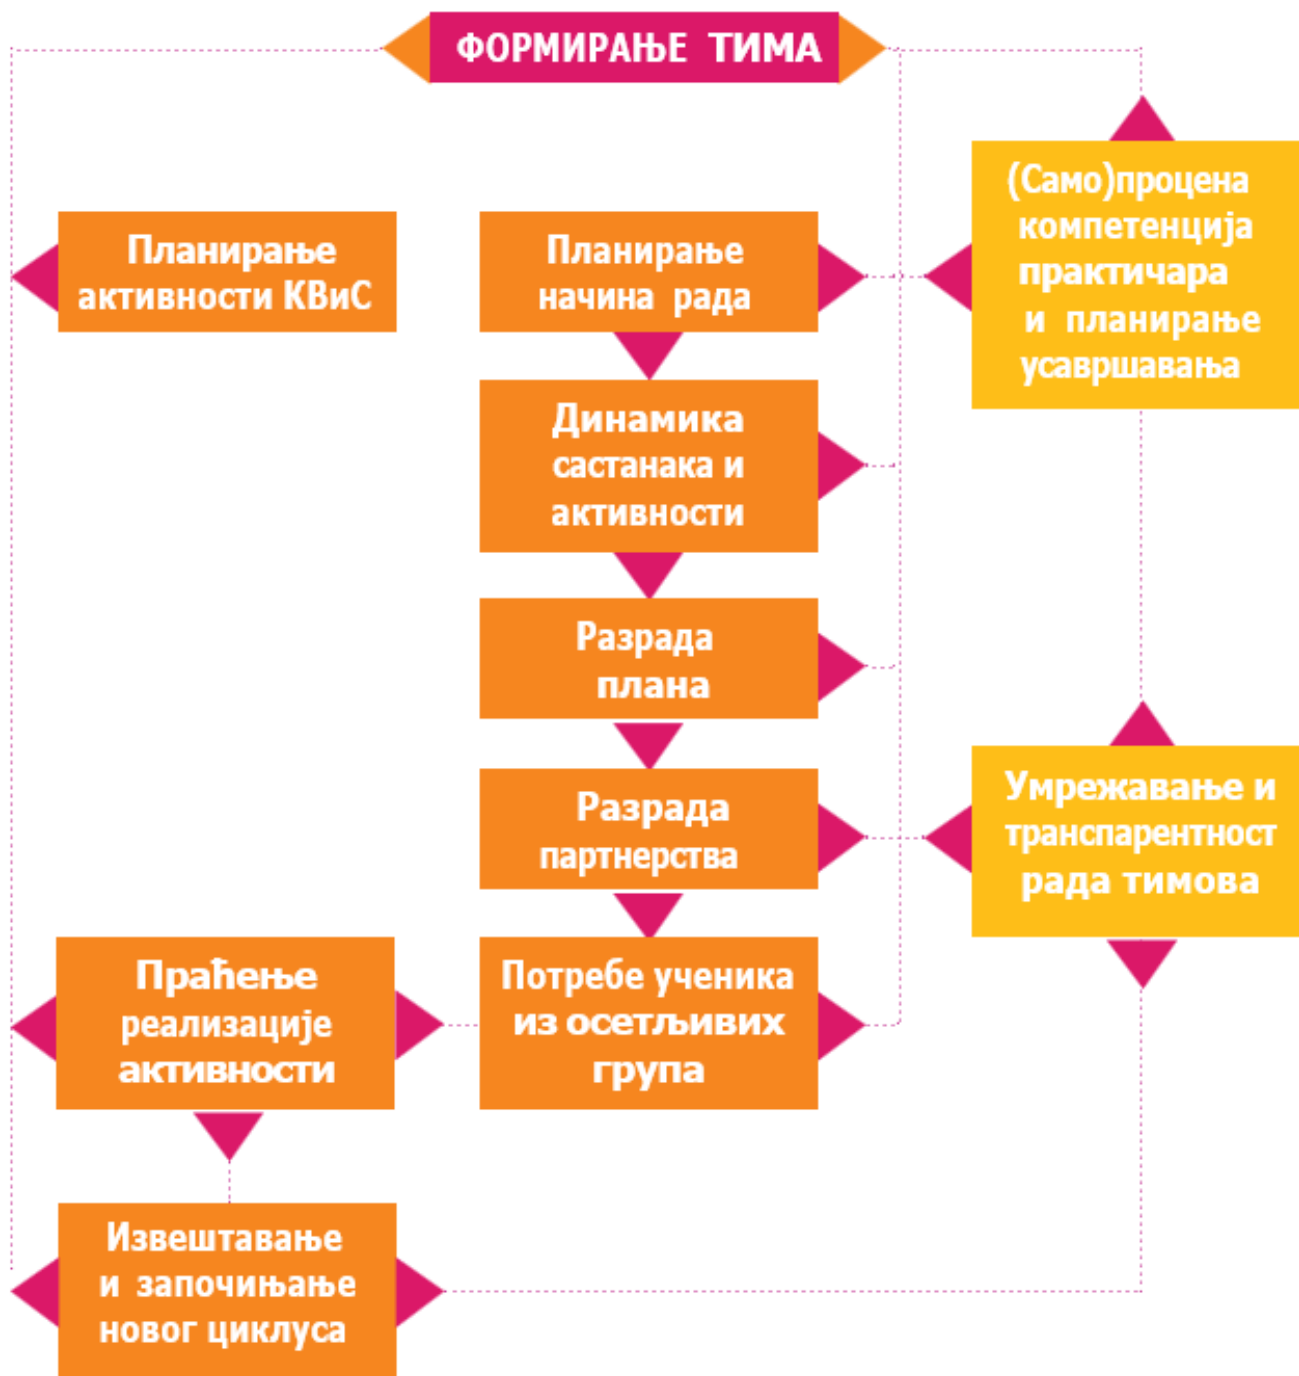 ФОРМИРАЊЕ ТИМА
(Само)процена
компетенција
практичара
и планирање
усавршавања
Планирање
активности КВиС
Планирање
начина рада
Динамика
састанака и
активности
Разрада
плана
Разрада
партнерства
Умрежавање и
транспарентност
рада тимова
Праћење
реализације
активности
Потребе ученика
из осетљивих
група
Извештавање
и започињање
новог циклуса